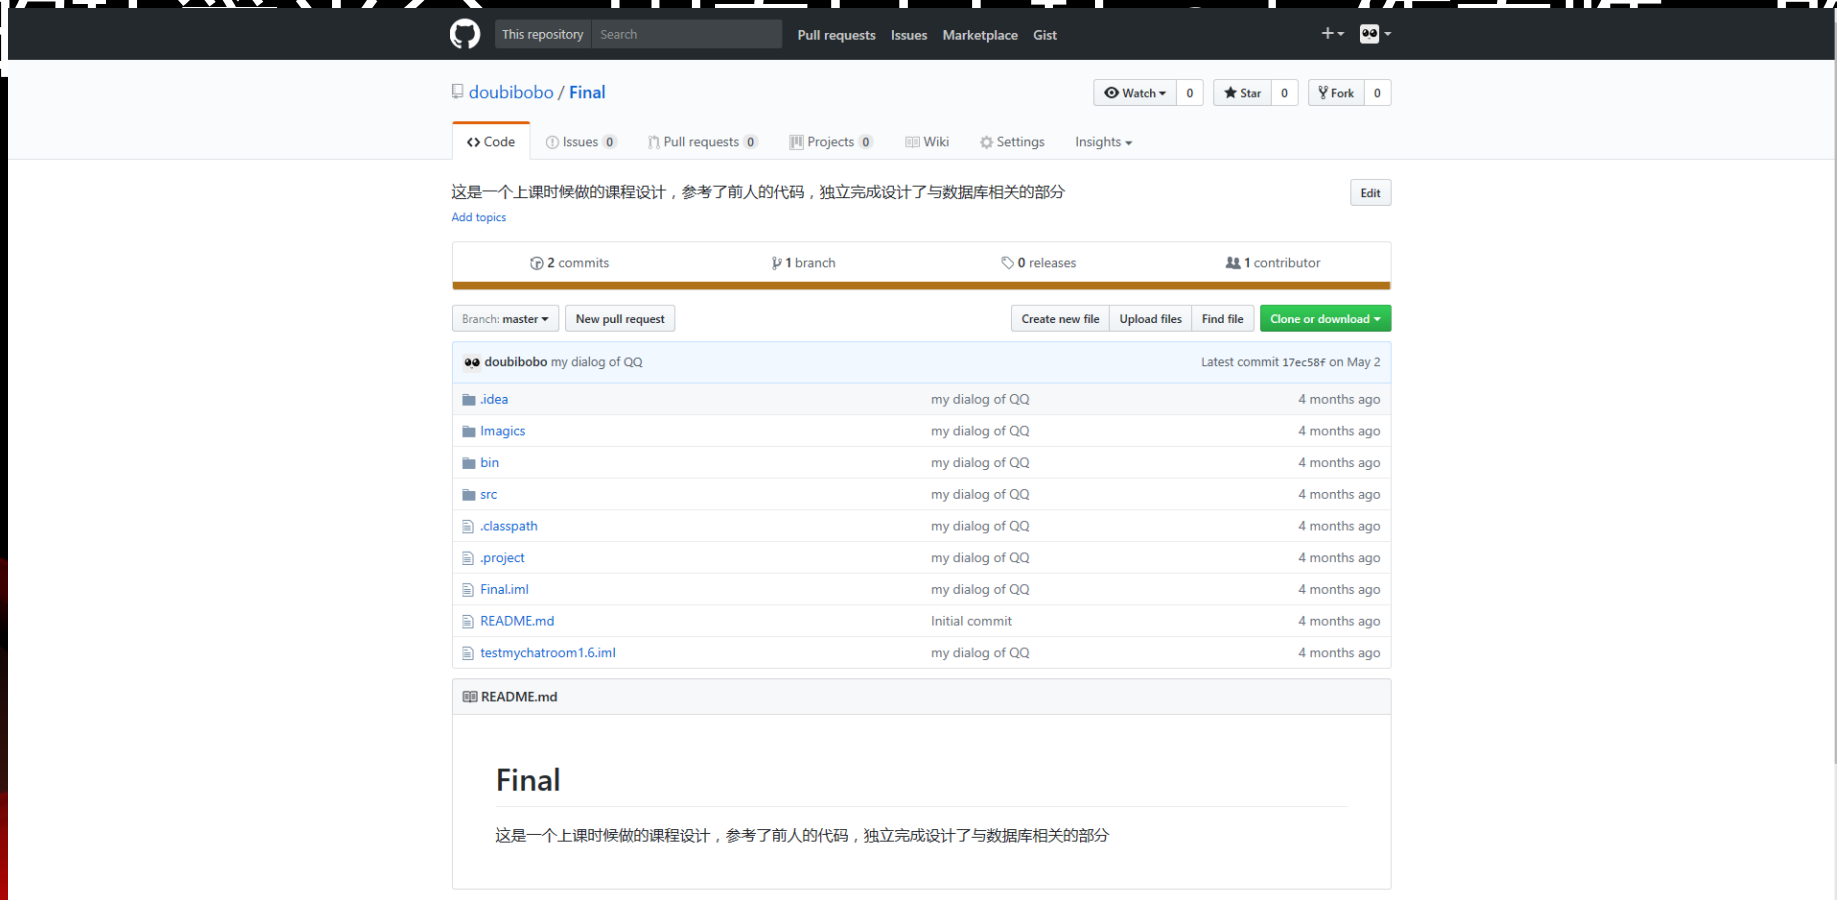 This repository Search Pull requests Issues Marketplace Gist
doubibobo / Final Watch 0 Star 0 Fork 0
Code Issues 0 Pull requests 0 Projects 0 Wiki Settings Insights
这是一个上课时候做的课程设计，参考了前人的代码，独立完成设计了与数据库相关的部分 Edit
Add topics
2 commits 1 branch 0 releases 1 contributor
Branch: master New pull request Create new file Upload files Find file Clone or download
doubibobo my dialog of QQ Latest commit 17ec58f on May 2
.idea my dialog of QQ 4 months ago
Imagics my dialog of QQ 4 months ago
bin my dialog of QQ 4 months ago
src my dialog of QQ 4 months ago
.classpath my dialog of QQ 4 months ago
.project my dialog of QQ 4 months ago
Final.iml my dialog of QQ 4 months ago
README.md Initial commit 4 months ago
testmychatroom1.6.iml my dialog of QQ 4 months ago
README.md
Final
这是一个上课时候做的课程设计，参考了前人的代码，独立完成设计了与数据库相关的部分